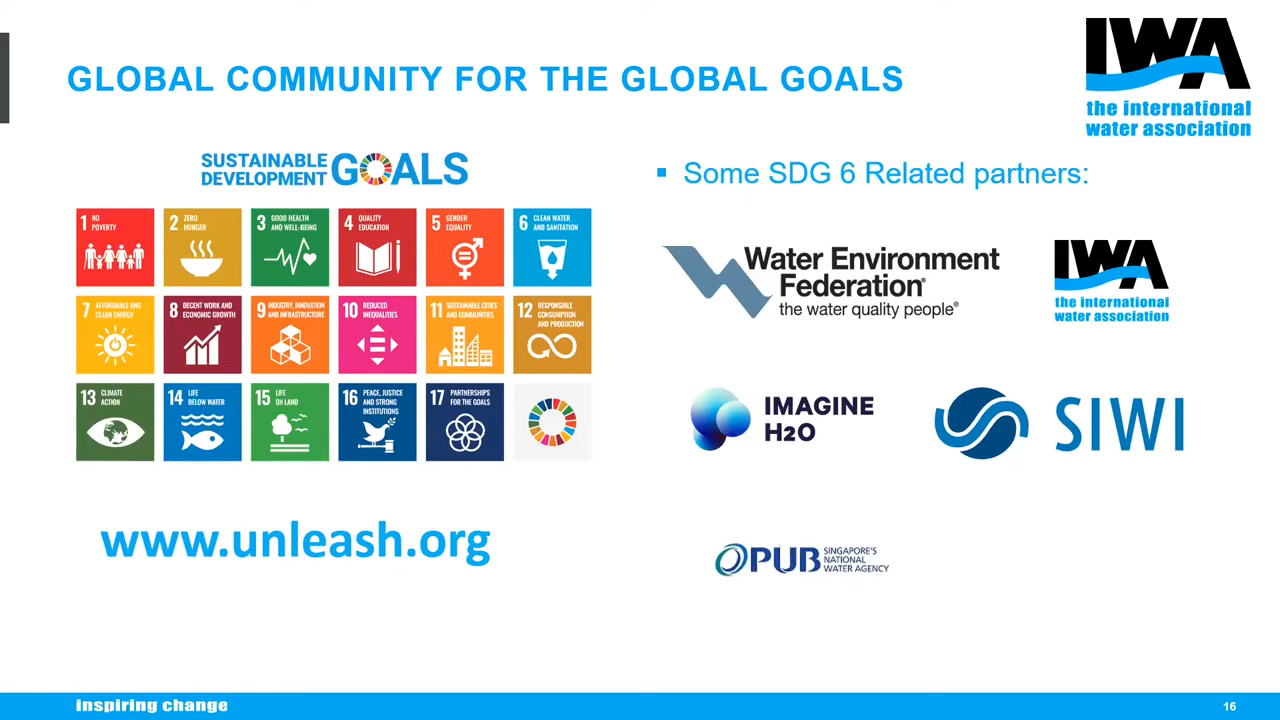 IWA
the international
water association
GLOBAL COMMUNITY FOR THE GLOBAL GOALS
SUSTAINABLE
DEVELOPMENT
GOALS
1 NO
POVERTY
2 ZERO
HUNGER
3 GOOD HEALTH
AND WELL-BEING
4 QUALITY
EDUCATION
5 GENDER
EQUALITY
6 CLEAN WATER
AND SANITATION
7 AFFORDABLE AND
CLEAN ENERGY
8 DECENT WORK AND
ECONOMIC GROWTH
9 INDUSTRY, INNOVATION
AND INFRASTRUCTURE
10 REDUCED
INEQUALITIES
11 SUSTAINABLE CITIES
AND COMMUNITIES
12 RESPONSIBLE
CONSUMPTION
AND PRODUCTION
13 CLIMATE
ACTION
14 LIFE
BELOW WATER
15 LIFE
ON LAND
16 PEACE, JUSTICE
AND STRONG
INSTITUTIONS
17 PARTNERSHIPS
FOR THE GOALS
www.unleash.org
▪ Some SDG 6 Related partners:
Water Environment
Federation®
the water quality people®
IWA
the international
water association
IMAGINE
H2O
SIWI
PUB
SINGAPORE'S
NATIONAL
WATER AGENCY
inspiring change
16